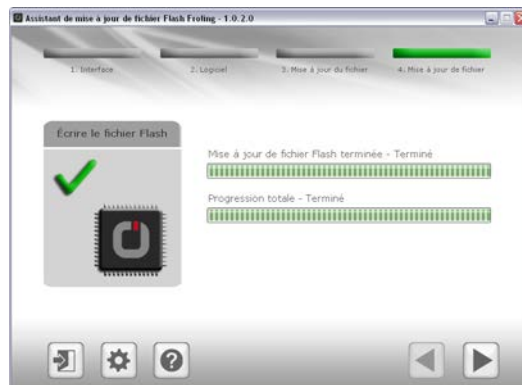 Assistant de mise à jour de fichier Flash Froling - 1.0.2.0
1. Interface
2. Logiciel
3. Mise à jour du fichier
4. Mise à jour de fichier
Écrire le fichier Flash
Mise à jour de fichier Flash terminée - Terminé
Progression totale - Terminé